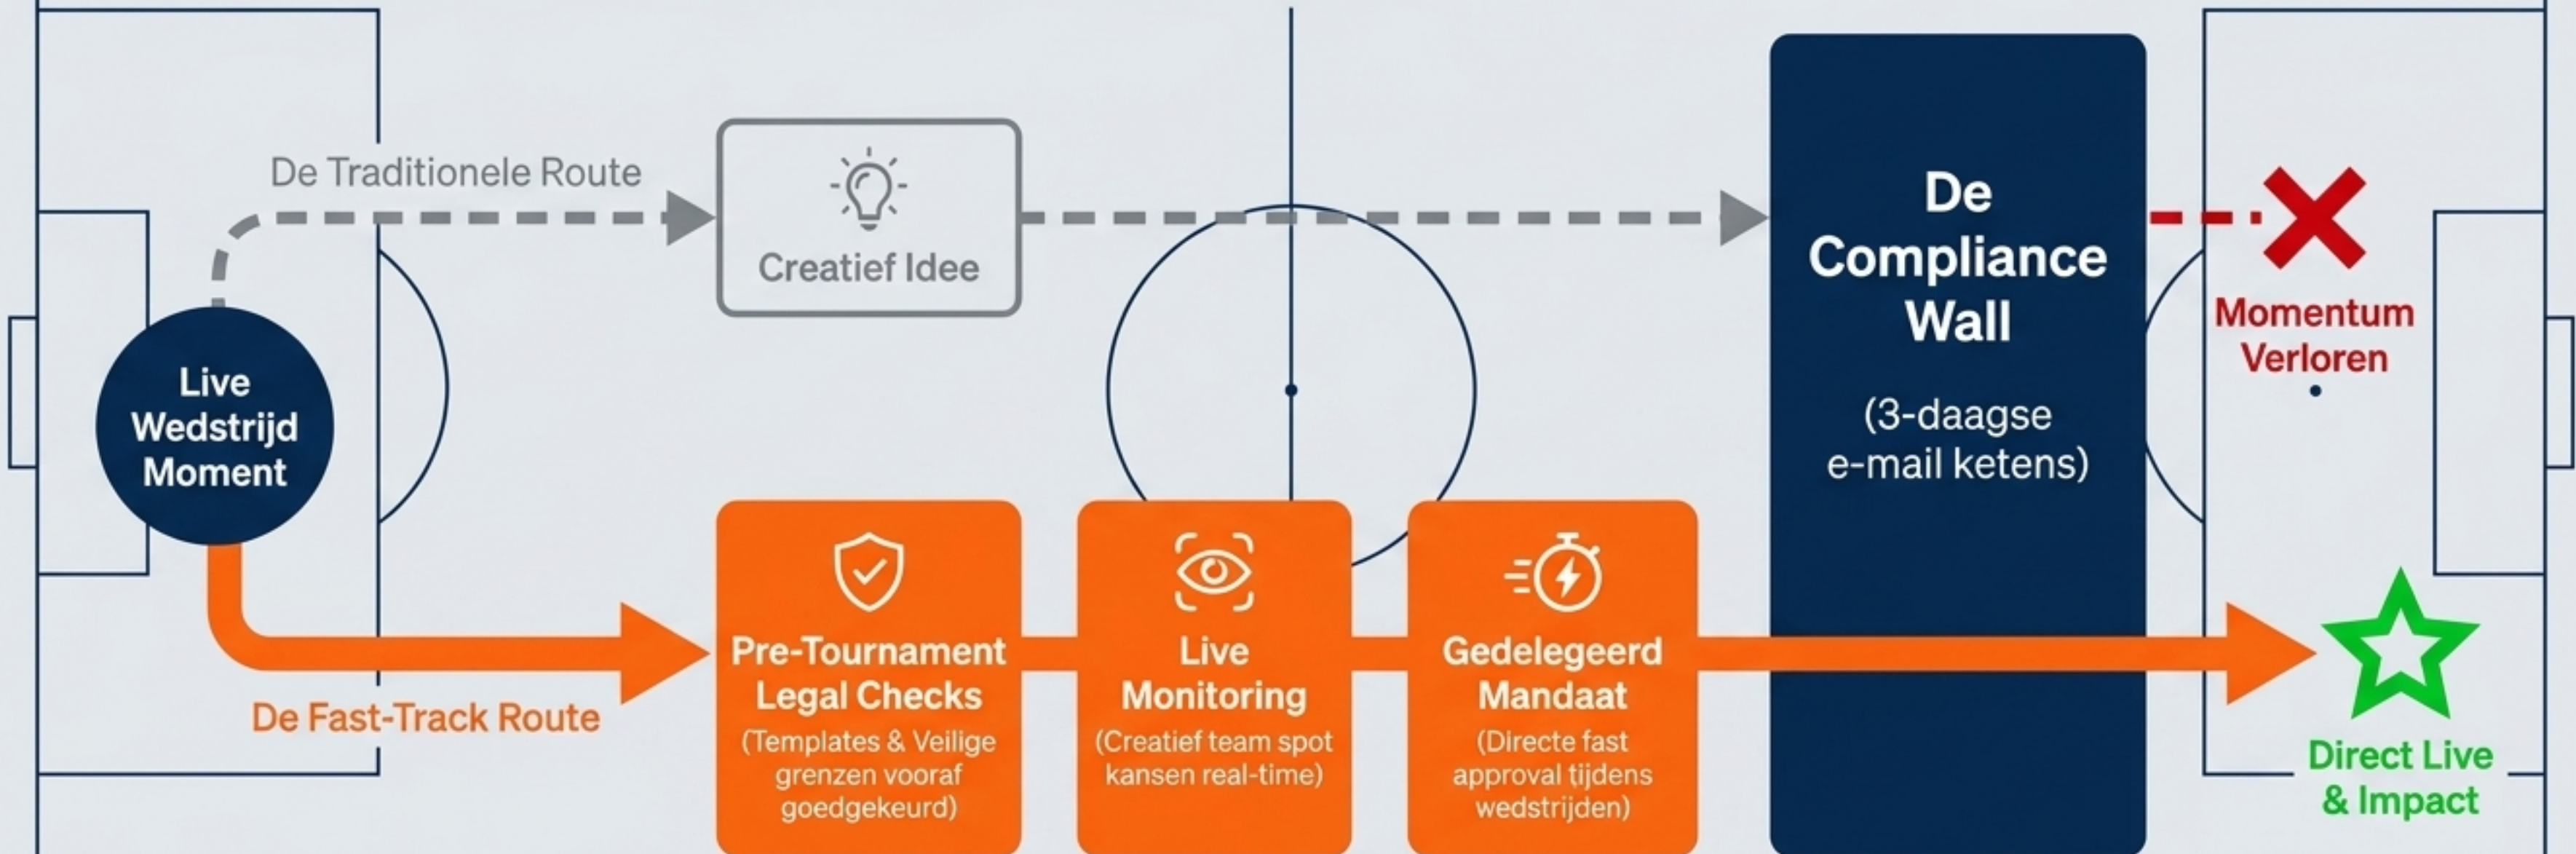 De Traditionele Route
Creatief Idee
De
Compliance
Wall
(3-daagse
e-mail ketens)
Momentum
Verloren
Live
Wedstrijd
Moment
De Fast-Track Route
Pre-Tournament
Legal Checks
(Templates & Veilige
grenzen vooraf
goedgekeurd)
Live
Monitoring
(Creatief team spot
kansen real-time)
Gedelegeerd
Mandaat
(Directe fast
approval tijdens
wedstrijden)
Direct Live
& Impact